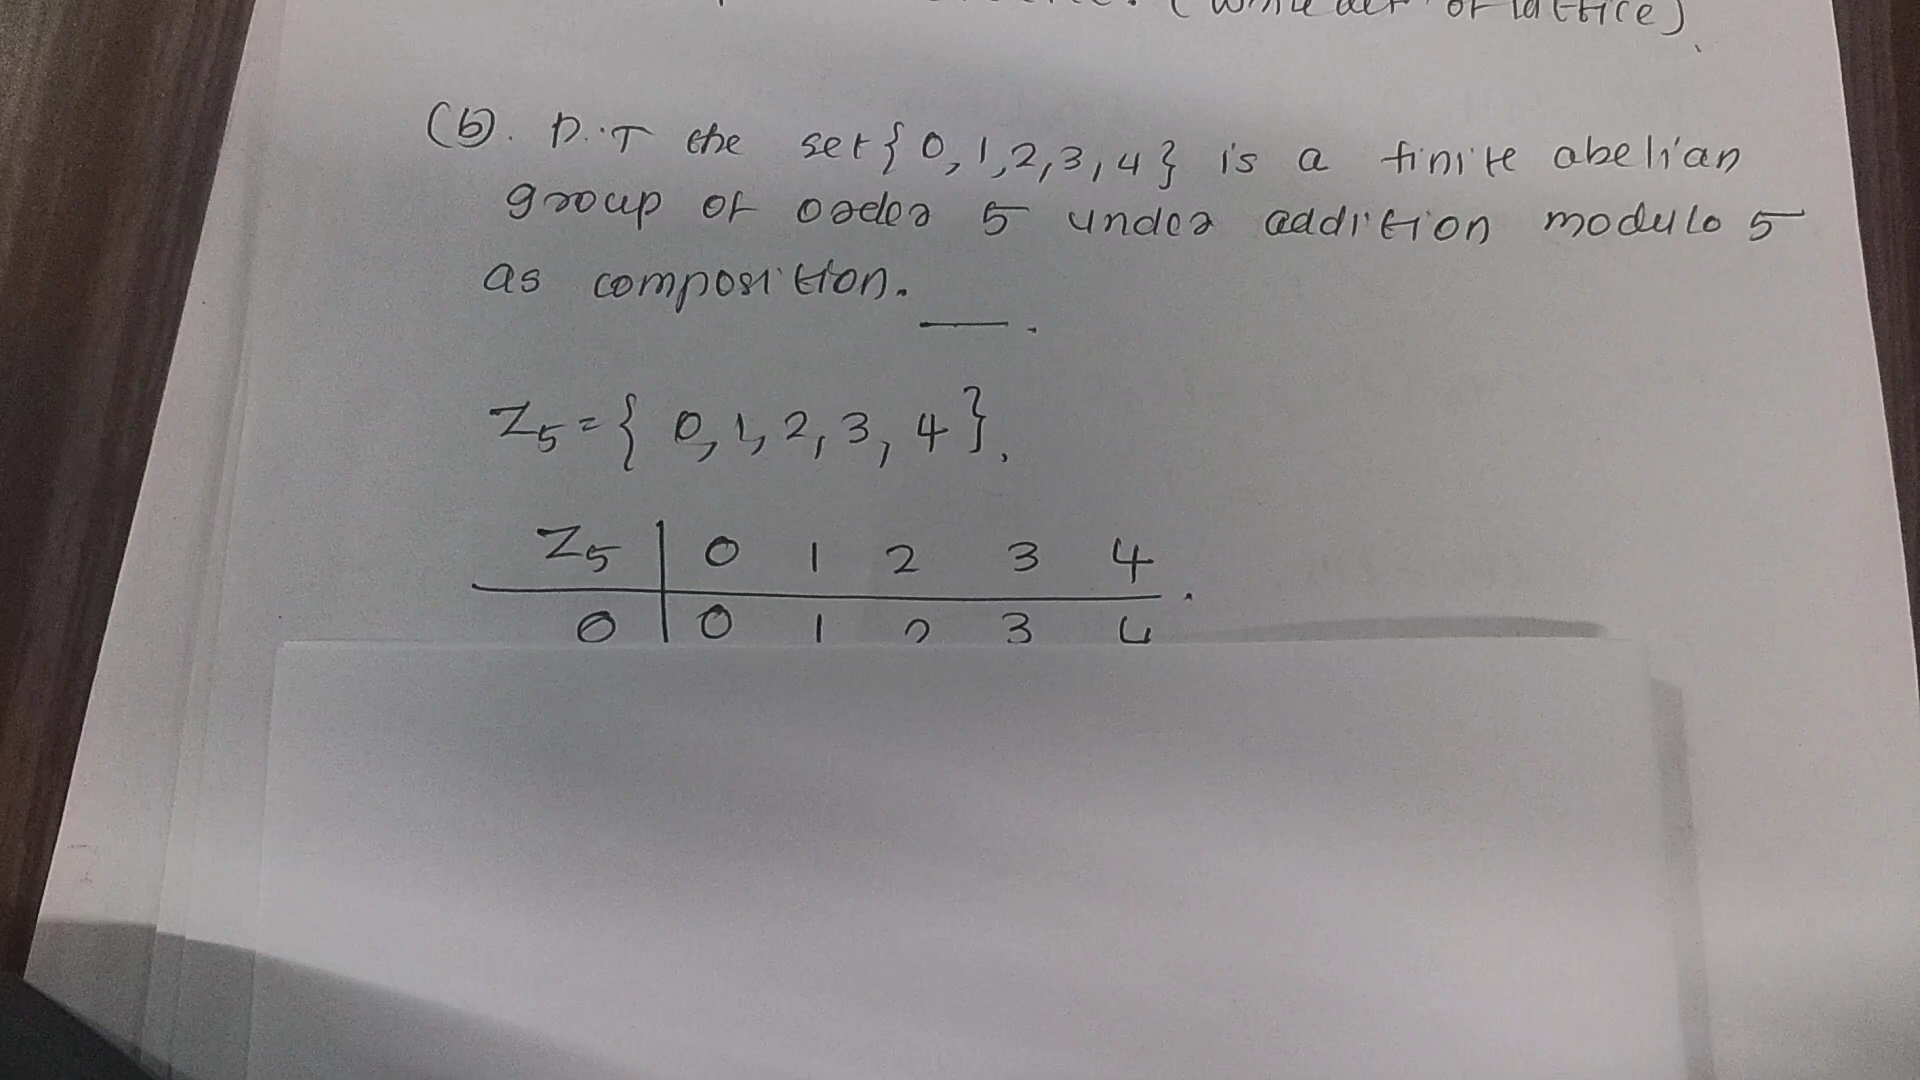 of lattice)
(b). P.T the set {0,1,2,3,4} is a finite abelian
group of order 5 under addition modulo 5
as composition.
Z5={ 0,1,2,3,4}.
Z5 | 0 1 2 3 4
0 | 0 1 2 3 4